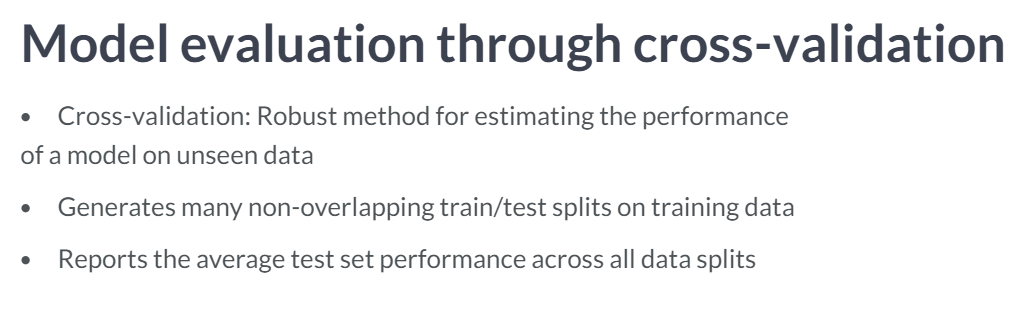 Model evaluation through cross-validation
• Cross-validation: Robust method for estimating the performance
of a model on unseen data
• Generates many non-overlapping train/test splits on training data
• Reports the average test set performance across all data splits